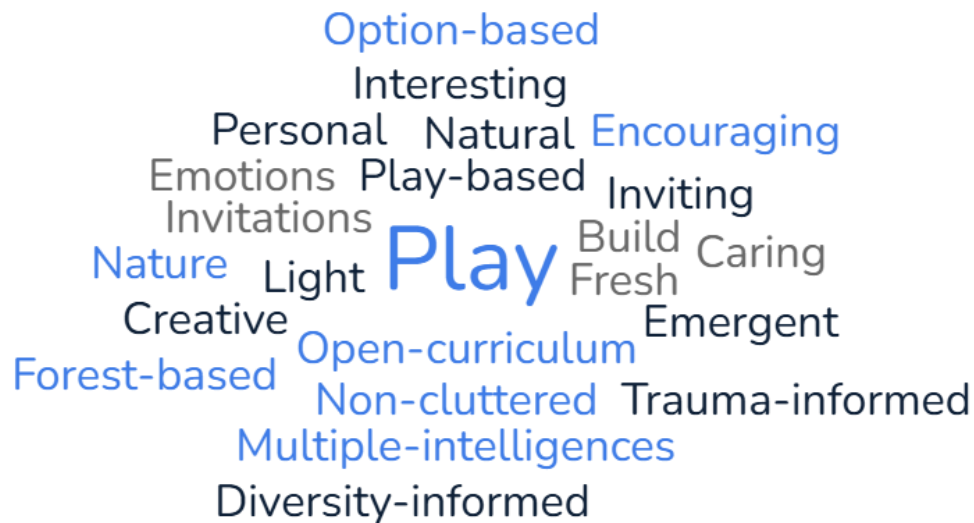 Option-based
Interesting
Personal Natural Encouraging
Emotions Play-based Inviting
Invitations Play Build Caring
Nature Light Fresh
Creative Emergent
Open-curriculum
Forest-based
Non-cluttered Trauma-informed
Multiple-intelligences
Diversity-informed